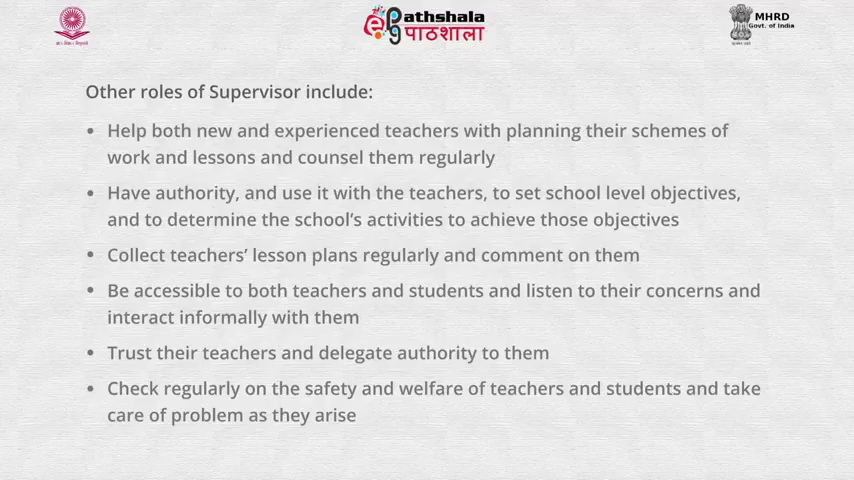 Pathshala
पाठशाला
MHRD
Govt. of India
Other roles of Supervisor include:
• Help both new and experienced teachers with planning their schemes of
work and lessons and counsel them regularly
• Have authority, and use it with the teachers, to set school level objectives,
and to determine the school's activities to achieve those objectives
• Collect teachers' lesson plans regularly and comment on them
• Be accessible to both teachers and students and listen to their concerns and
interact informally with them
• Trust their teachers and delegate authority to them
• Check regularly on the safety and welfare of teachers and students and take
care of problem as they arise